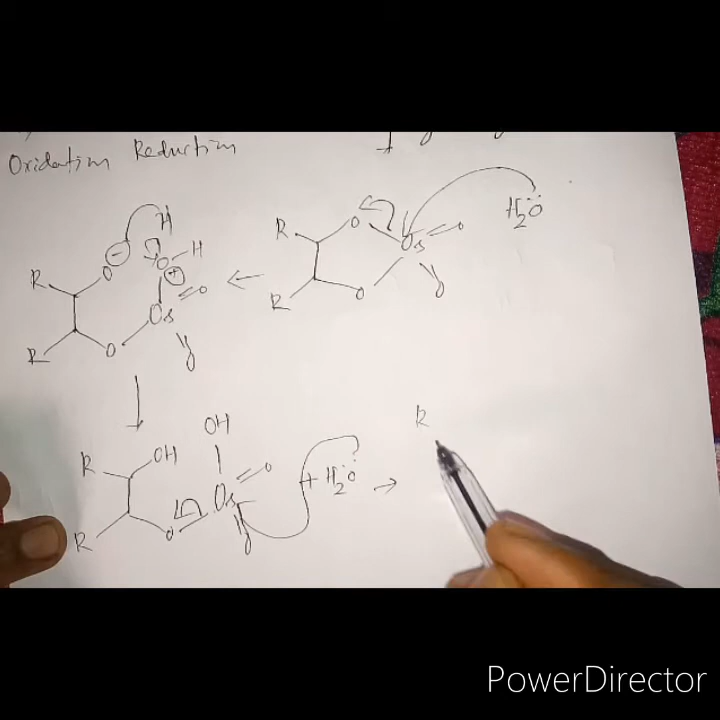 Oxidation Reduction
H
R O − O H
+
R O Os O
O
R O Os O
R O O
H2O
OH
R OH
R O Os O
O
+ H2O →
R
PowerDirector